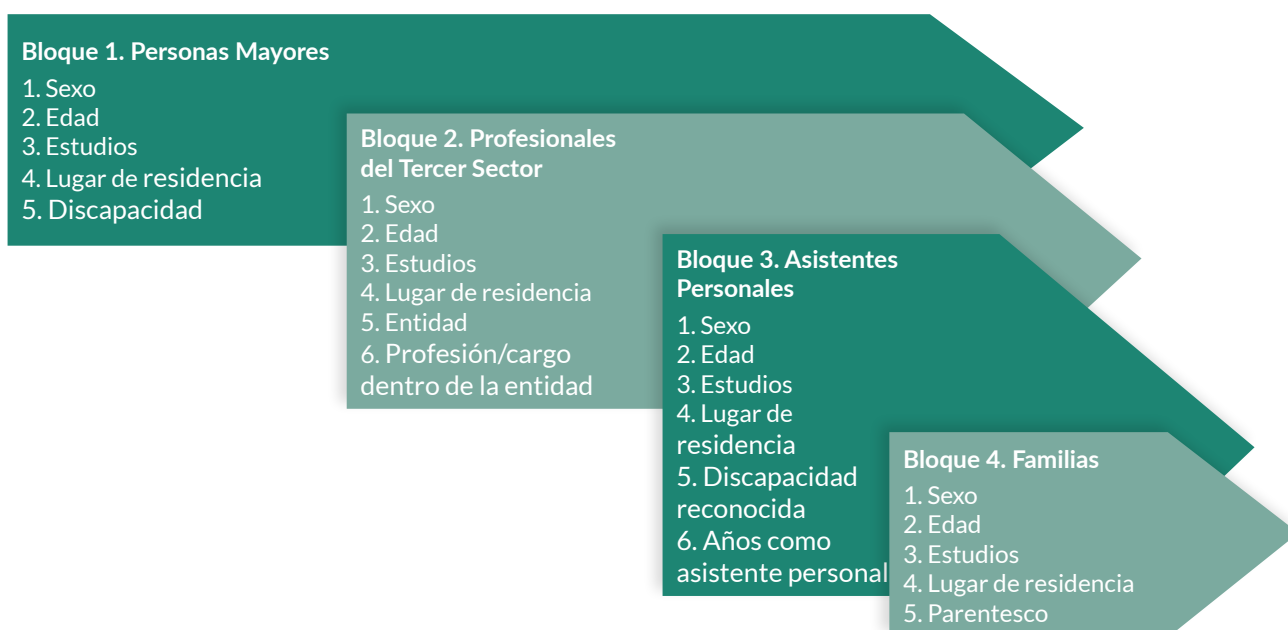 Bloque 1. Personas Mayores
1. Sexo
2. Edad
3. Estudios
4. Lugar de residencia
5. Discapacidad
Bloque 2. Profesionales
del Tercer Sector
1. Sexo
2. Edad
3. Estudios
4. Lugar de residencia
5. Entidad
6. Profesión/cargo
dentro de la entidad
Bloque 3. Asistentes
Personales
1. Sexo
2. Edad
3. Estudios
4. Lugar de
residencia
5. Discapacidad
reconocida
6. Años como
asistente personal
Bloque 4. Familias
1. Sexo
2. Edad
3. Estudios
4. Lugar de residencia
5. Parentesco